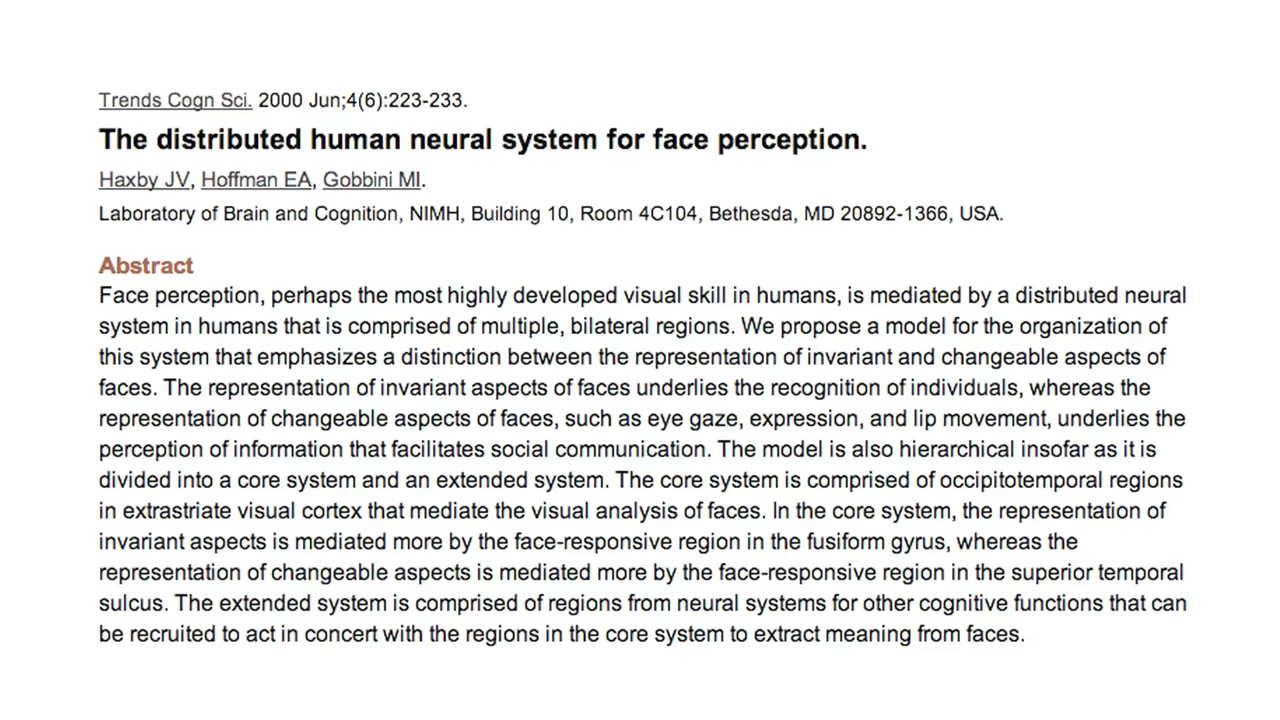 Trends Cogn Sci. 2000 Jun;4(6):223-233.
The distributed human neural system for face perception.
Haxby JV, Hoffman EA, Gobbini MI.
Laboratory of Brain and Cognition, NIMH, Building 10, Room 4C104, Bethesda, MD 20892-1366, USA.
Abstract
Face perception, perhaps the most highly developed visual skill in humans, is mediated by a distributed neural
system in humans that is comprised of multiple, bilateral regions. We propose a model for the organization of
this system that emphasizes a distinction between the representation of invariant and changeable aspects of
faces. The representation of invariant aspects of faces underlies the recognition of individuals, whereas the
representation of changeable aspects of faces, such as eye gaze, expression, and lip movement, underlies the
perception of information that facilitates social communication. The model is also hierarchical insofar as it is
divided into a core system and an extended system. The core system is comprised of occipitotemporal regions
in extrastriate visual cortex that mediate the visual analysis of faces. In the core system, the representation of
invariant aspects is mediated more by the face-responsive region in the fusiform gyrus, whereas the
representation of changeable aspects is mediated more by the face-responsive region in the superior temporal
sulcus. The extended system is comprised of regions from neural systems for other cognitive functions that can
be recruited to act in concert with the regions in the core system to extract meaning from faces.